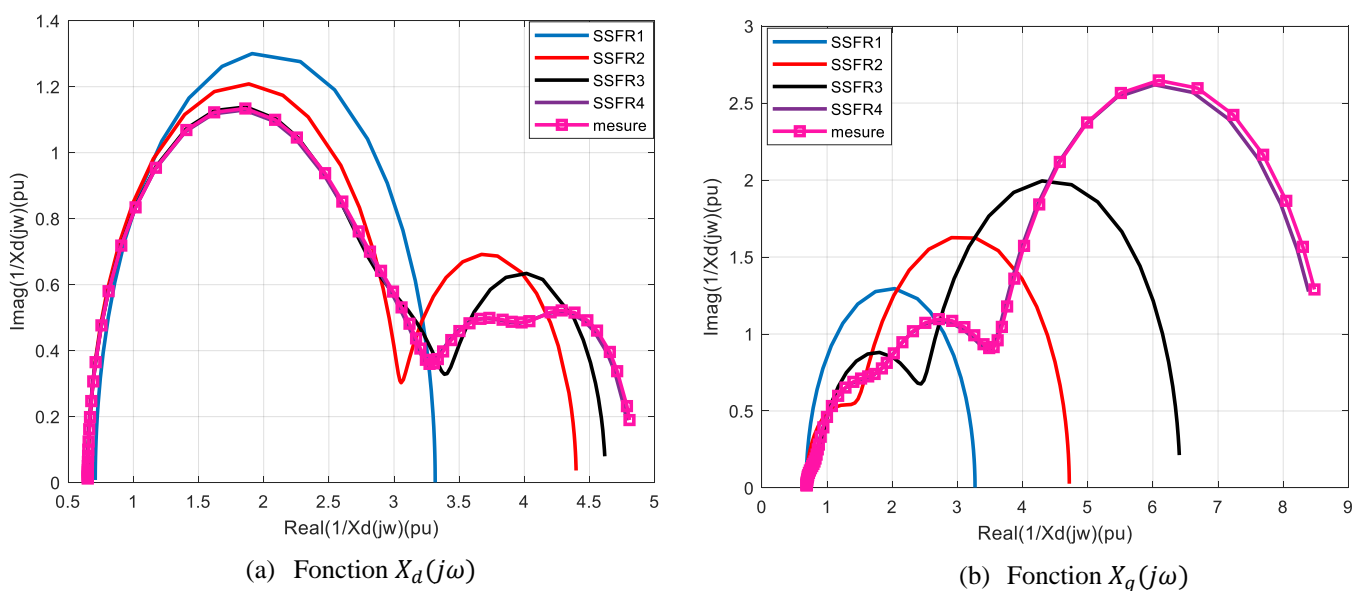 1.4
1.2
1
0.8
0.6
0.4
0.2
0
0.5
1
1.5
2
2.5
3
3.5
4
4.5
5
Imag(1/Xd(jw)(pu)
Real(1/Xd(jw)(pu)
SSFR1
SSFR2
SSFR3
SSFR4
mesure
(a) Fonction X_d(jω)
3
2.5
2
1.5
1
0.5
0
0
1
2
3
4
5
6
7
8
9
Imag(1/Xd(jw)(pu)
Real(1/Xd(jw)(pu)
SSFR1
SSFR2
SSFR3
SSFR4
mesure
(b) Fonction X_q(jω)